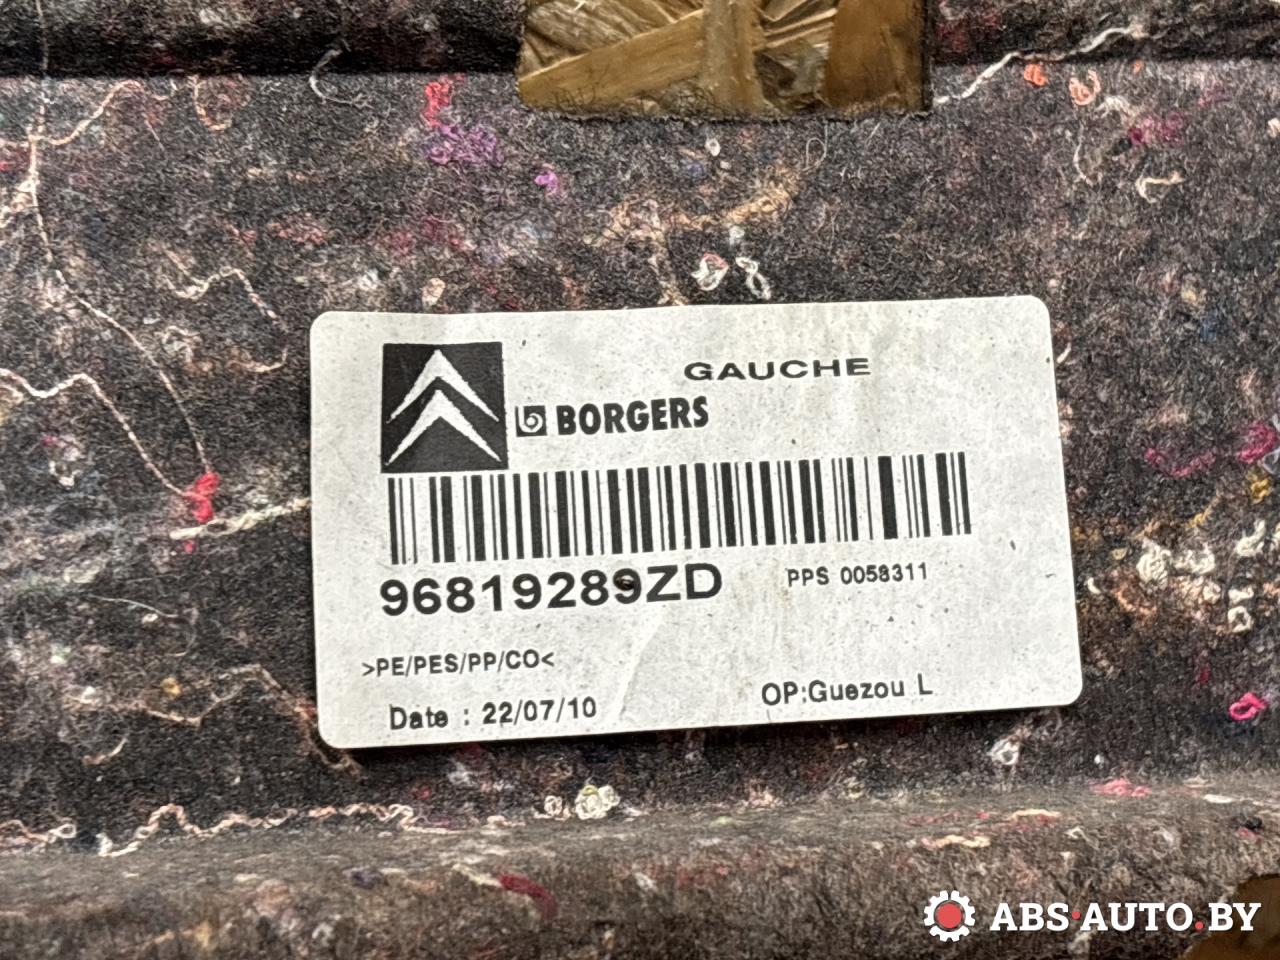 GAUCHE
BORGERS
96819289ZD
PPS 0058311
>PE/PES/PP/CO<
Date : 22/07/10
OP:Guezou L
ABS·AUTO.BY